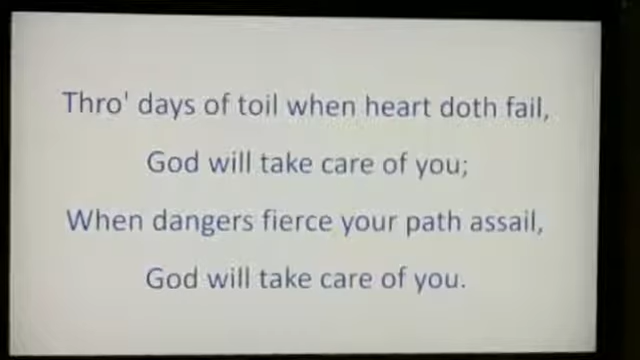 Thro' days of toil when heart doth fail,
God will take care of you;
When dangers fierce your path assail,
God will take care of you.